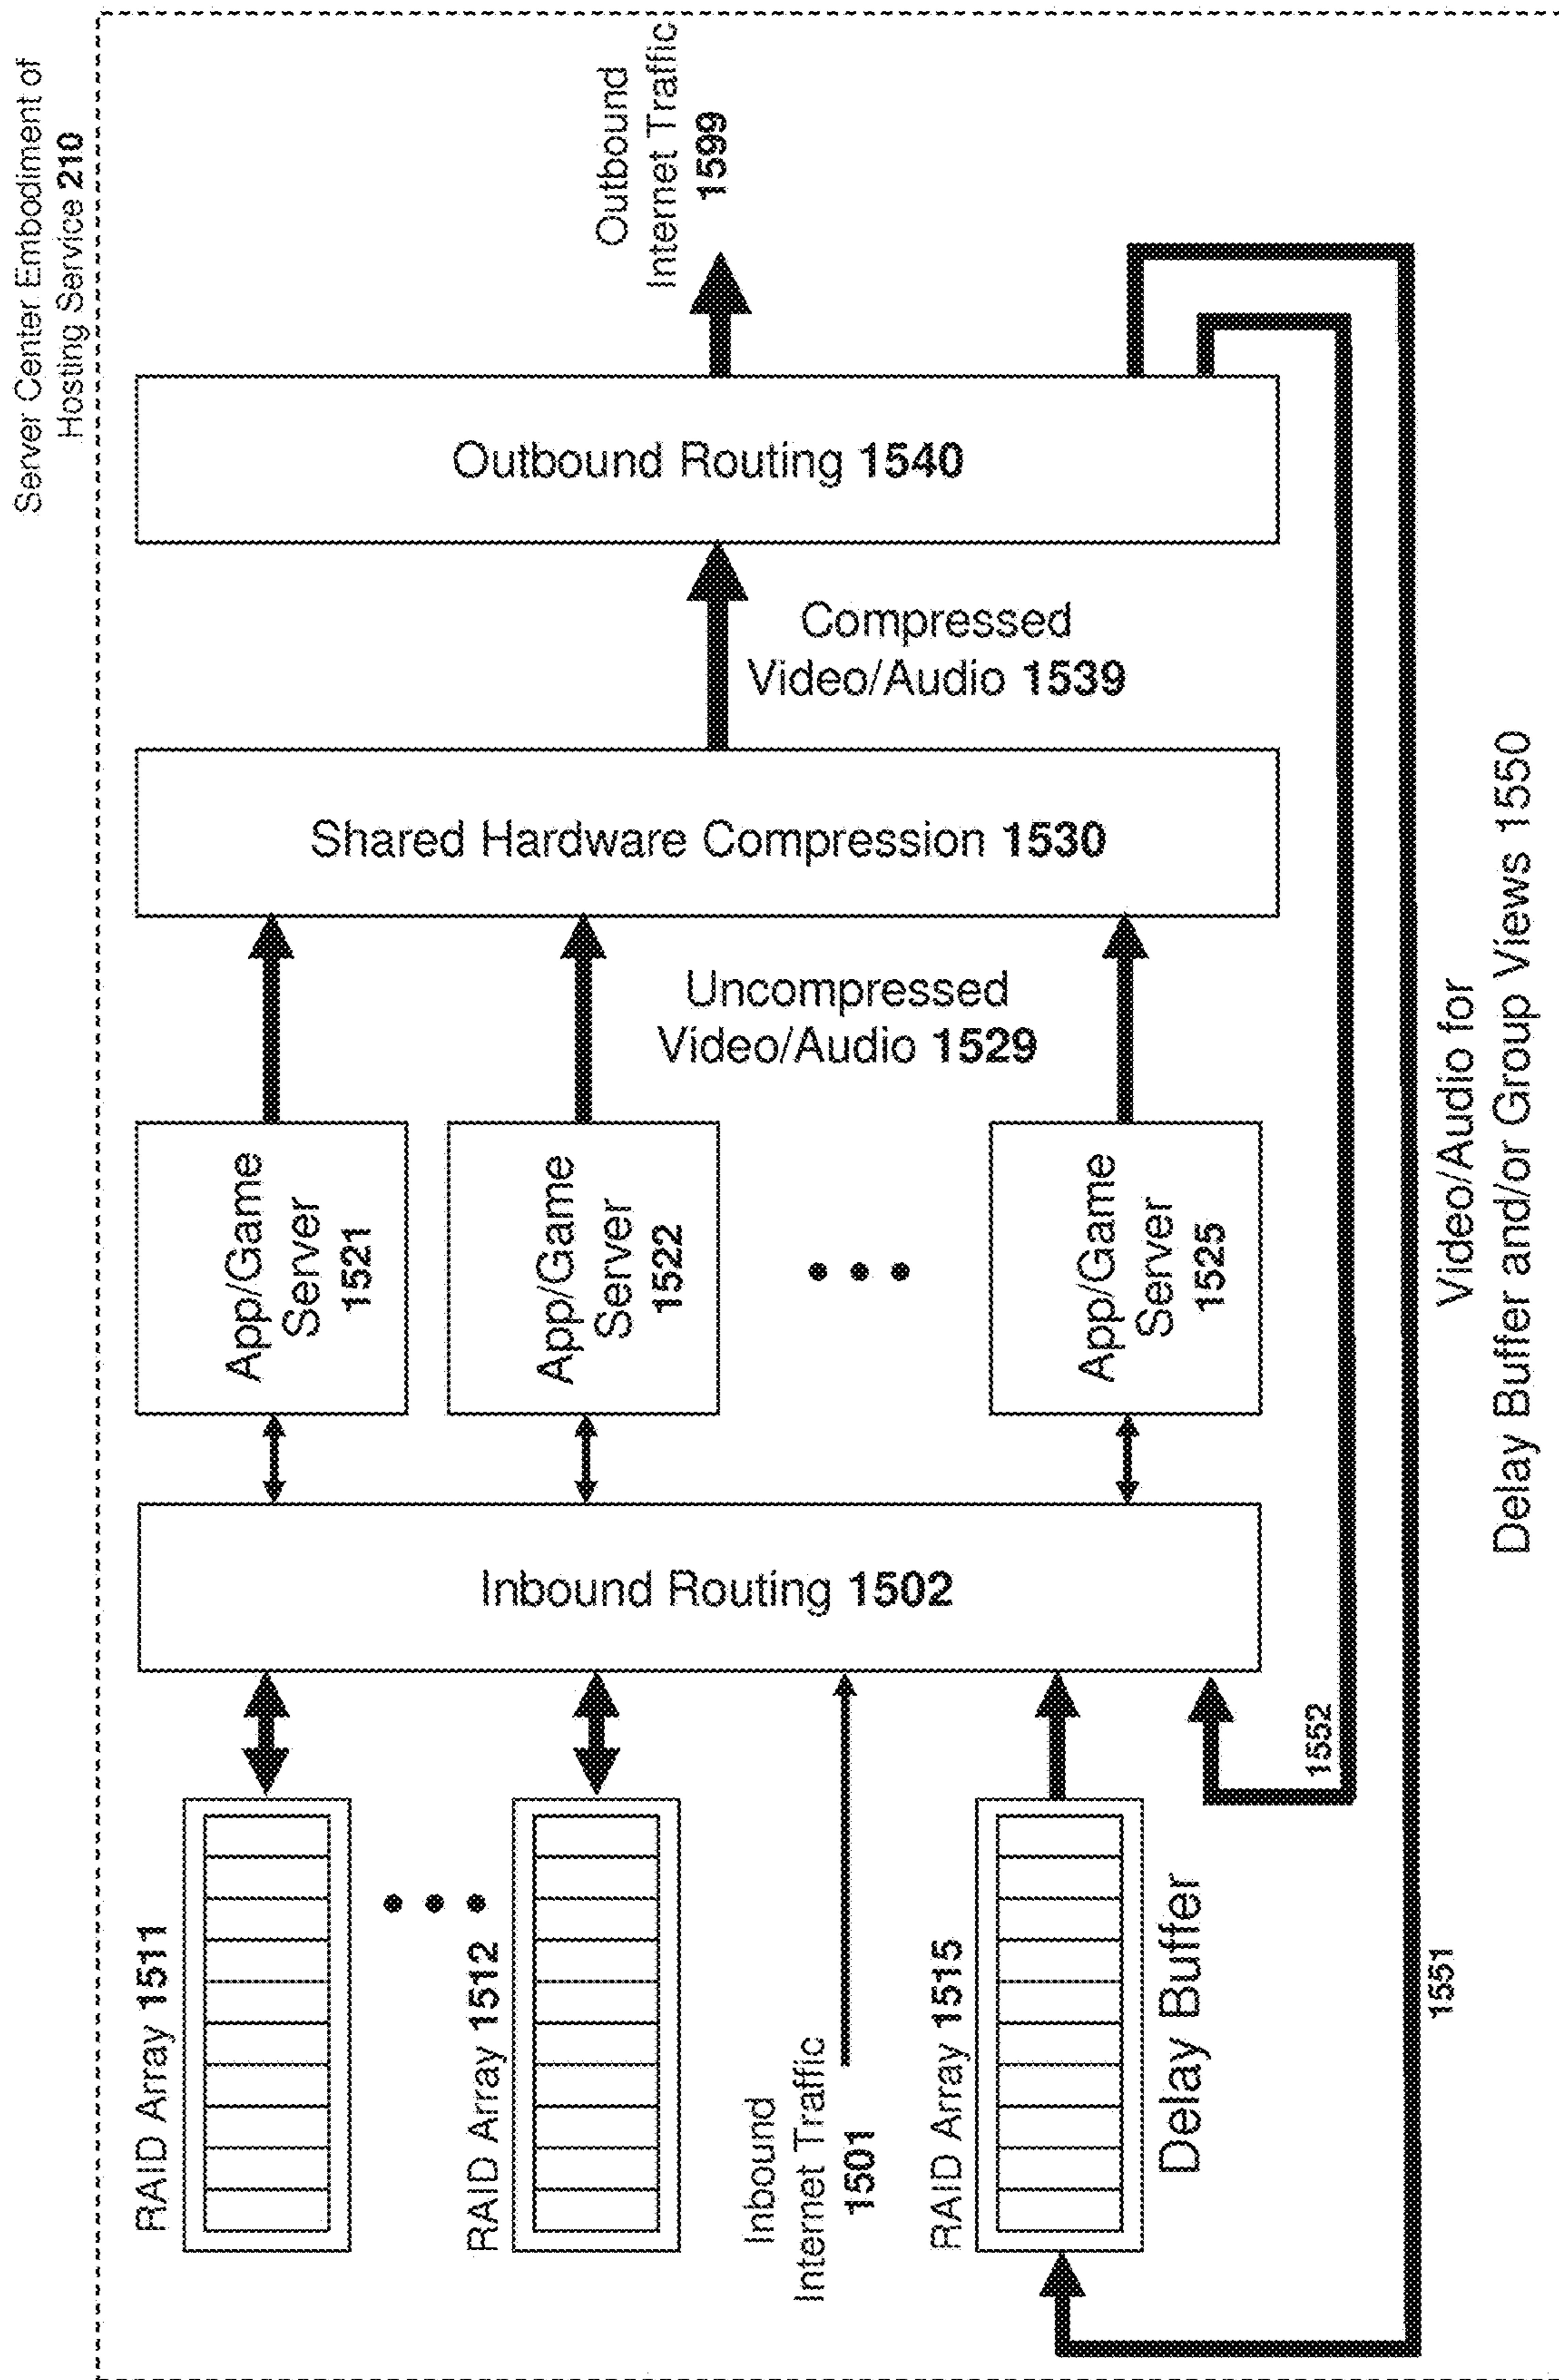 Server Center Embodiment of
Hosting Service 210
RAID Array 1511
RAID Array 1512
Inbound
Internet Traffic
1501
RAID Array 1515
Delay Buffer
Inbound Routing 1502
App/Game
Server
1521
App/Game
Server
1522
App/Game
Server
1525
Uncompressed
Video/Audio 1529
Shared Hardware Compression 1530
Compressed
Video/Audio 1539
Outbound Routing 1540
Outbound
Internet Traffic
1599
1552
1551
Video/Audio for
Delay Buffer and/or Group Views 1550